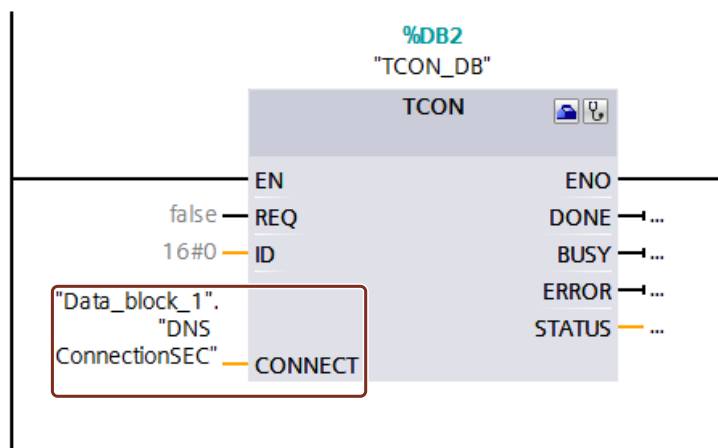 %DB2
"TCON_DB"
TCON
EN
ENO
false
REQ
DONE
...
16#0
ID
BUSY
...
"Data_block_1".
"DNS
ConnectionSEC"
CONNECT
ERROR
...
STATUS
...